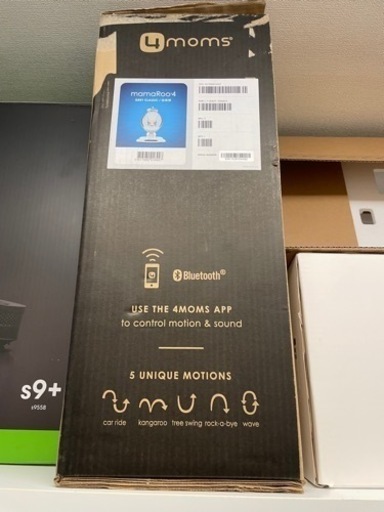 4moms®
mamaRoo4
Bluetooth®
USE THE 4MOMS APP
to control motion & sound
5 UNIQUE MOTIONS
car ride kangaroo tree swing rock-a-bye wave
s9+
s9558